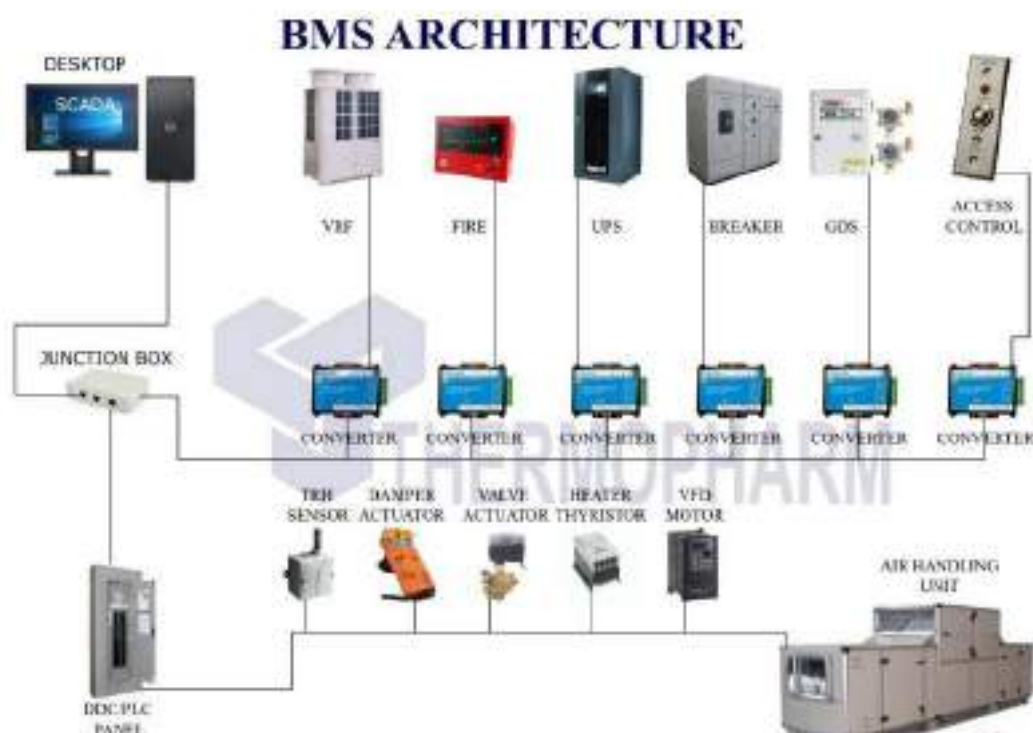 BMS ARCHITECTURE
DESKTOP
SCADA
VRF
FIRE
UPS
BREAKER
GDS
ACCESS
CONTROL
JUNCTION BOX
CONVERTER
CONVERTER
CONVERTER
CONVERTER
CONVERTER
CONVERTER
THERMOPHARM
TRH
SENSOR
DAMPER
ACTUATOR
VALVE
ACTUATOR
HEATER
THYRISTOR
VFD
MOTOR
AIR HANDLING
UNIT
DDC/PLC
PANEL